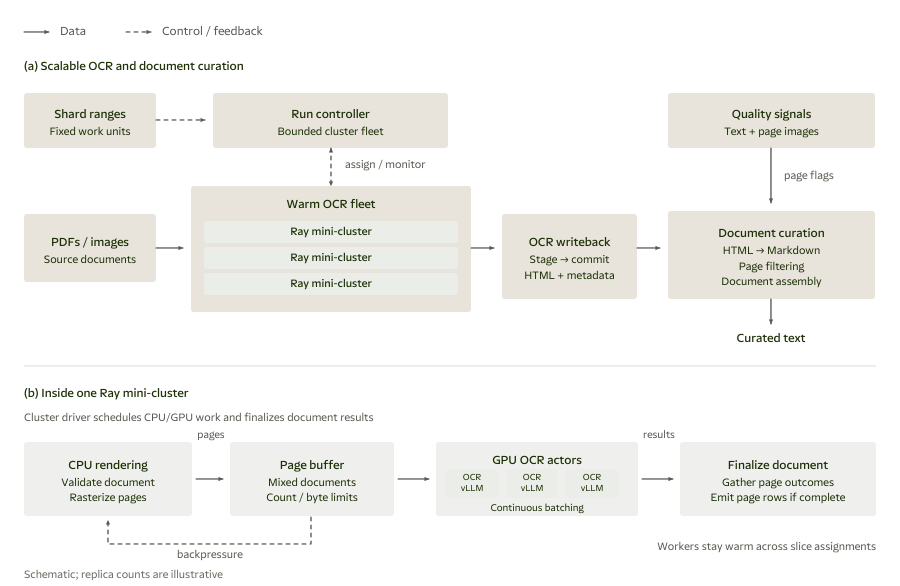 Data
Control / feedback
(a) Scalable OCR and document curation
Shard ranges
Fixed work units
Run controller
Bounded cluster fleet
Quality signals
Text + page images
assign / monitor
page flags
PDFs / images
Source documents
Warm OCR fleet
Ray mini-cluster
Ray mini-cluster
Ray mini-cluster
OCR writeback
Stage → commit
HTML + metadata
Document curation
HTML → Markdown
Page filtering
Document assembly
Curated text
(b) Inside one Ray mini-cluster
Cluster driver schedules CPU/GPU work and finalizes document results
pages
results
CPU rendering
Validate document
Rasterize pages
Page buffer
Mixed documents
Count / byte limits
GPU OCR actors
OCR
vLLM
OCR
vLLM
OCR
vLLM
Continuous batching
Finalize document
Gather page outcomes
Emit page rows if complete
backpressure
Workers stay warm across slice assignments
Schematic; replica counts are illustrative